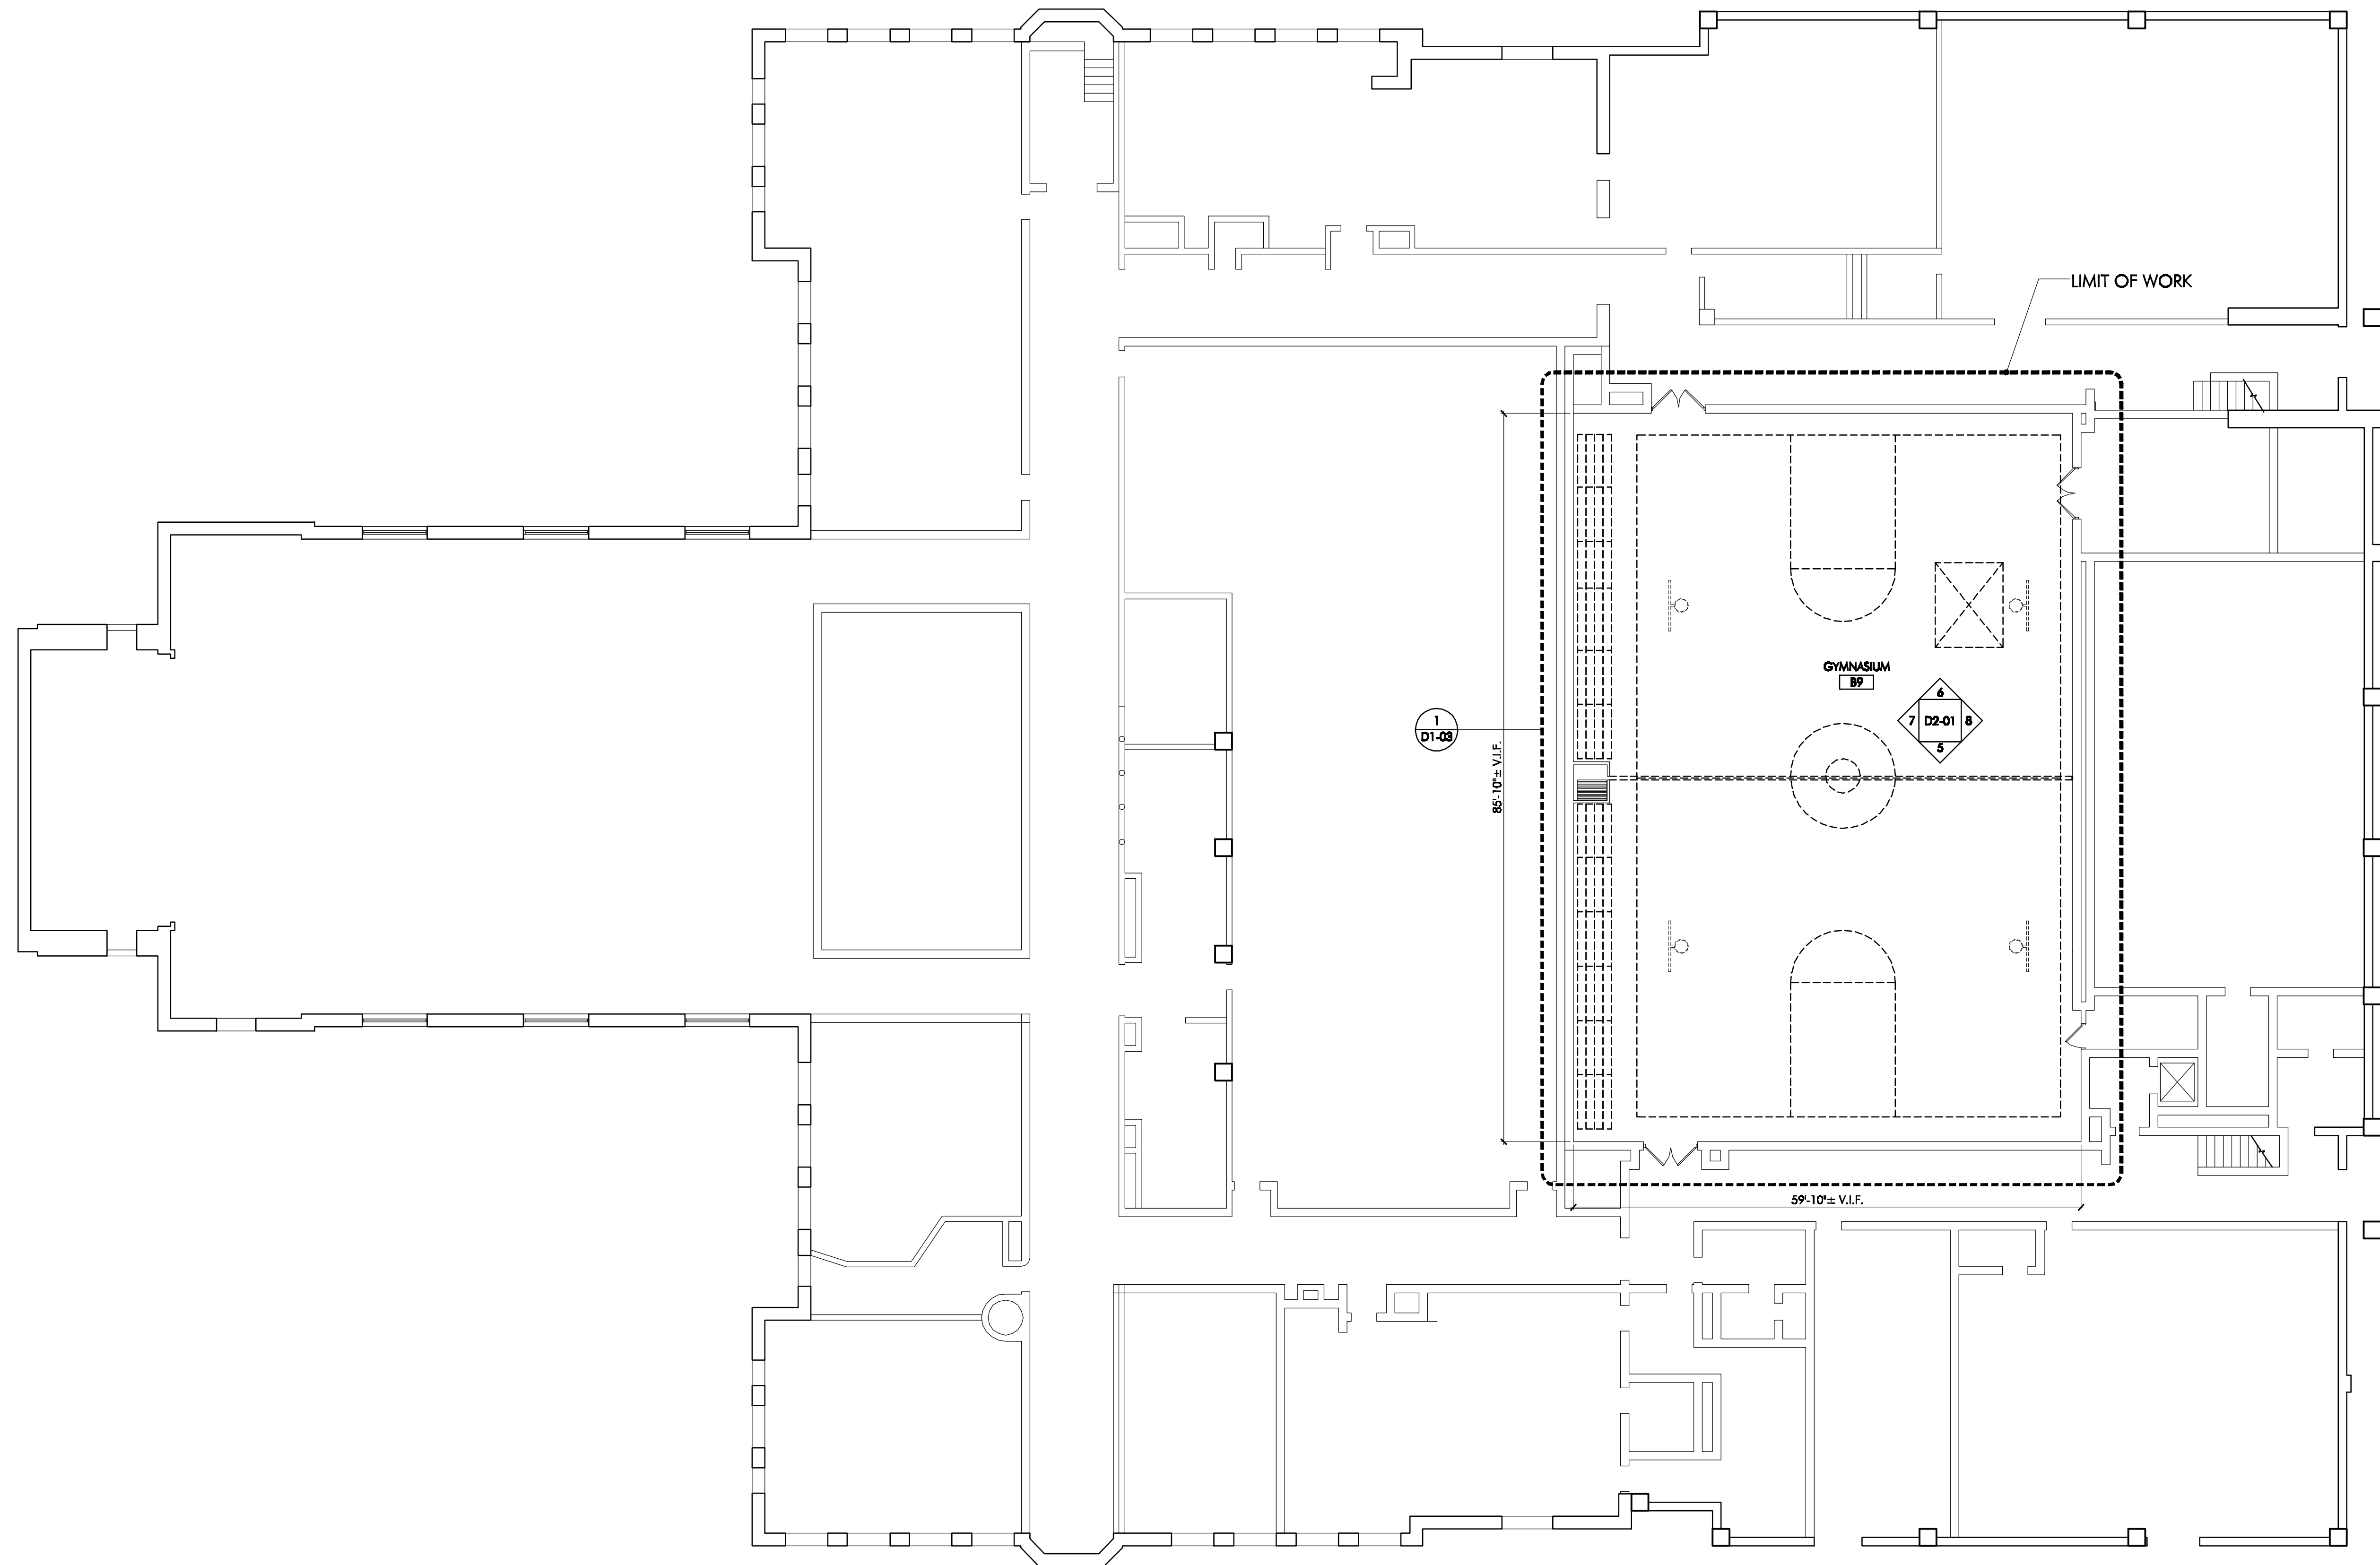 LIMIT OF WORK
GYMNASIUM
B9
6
7 D2-01 8
5
1
D1-03
85'-10"± V.I.F.
59'-10"± V.I.F.